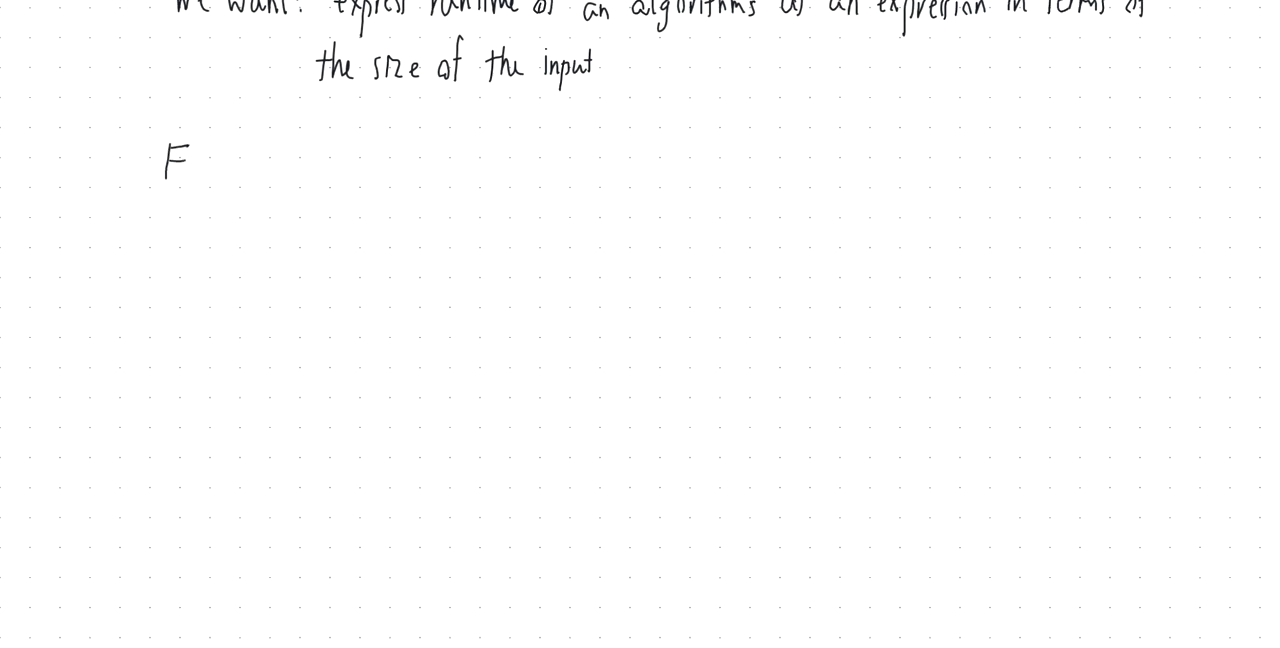 We want: express runtime of an algorithms as an expression in terms of
the size of the input
F